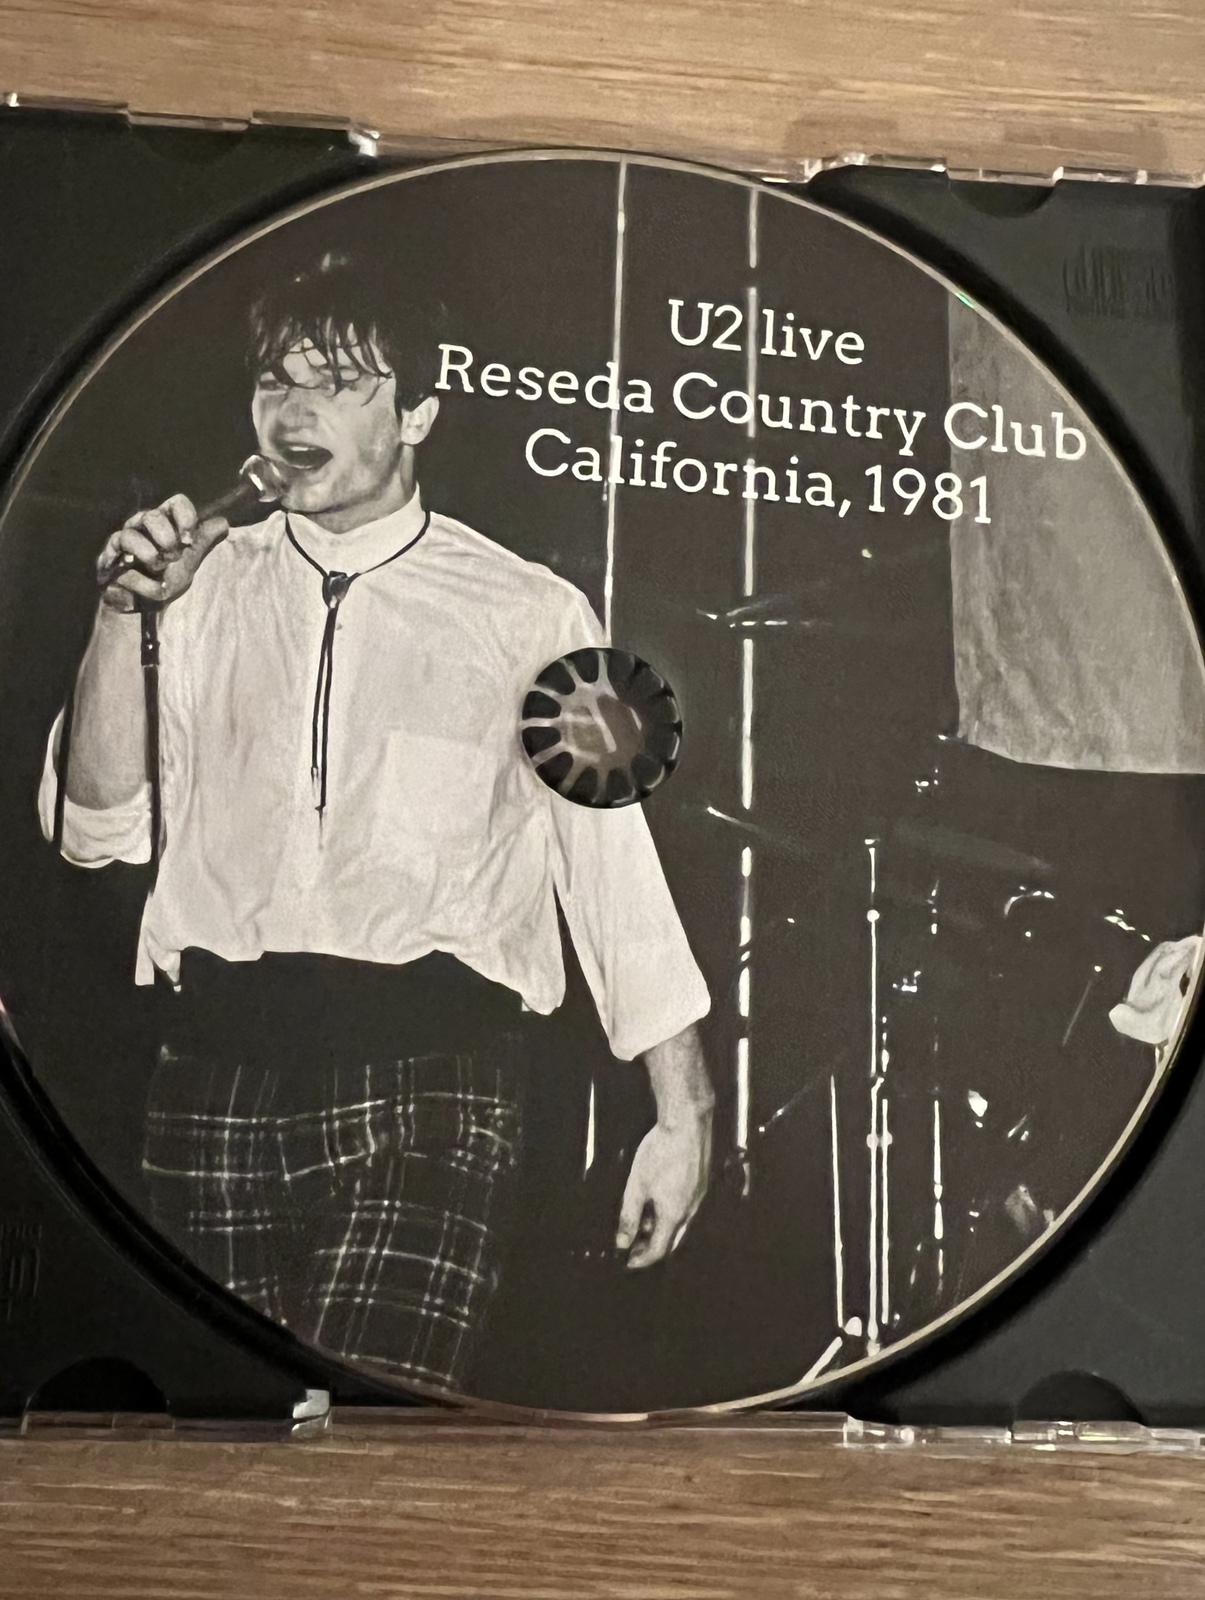 U2 live
Reseda Country Club
California, 1981